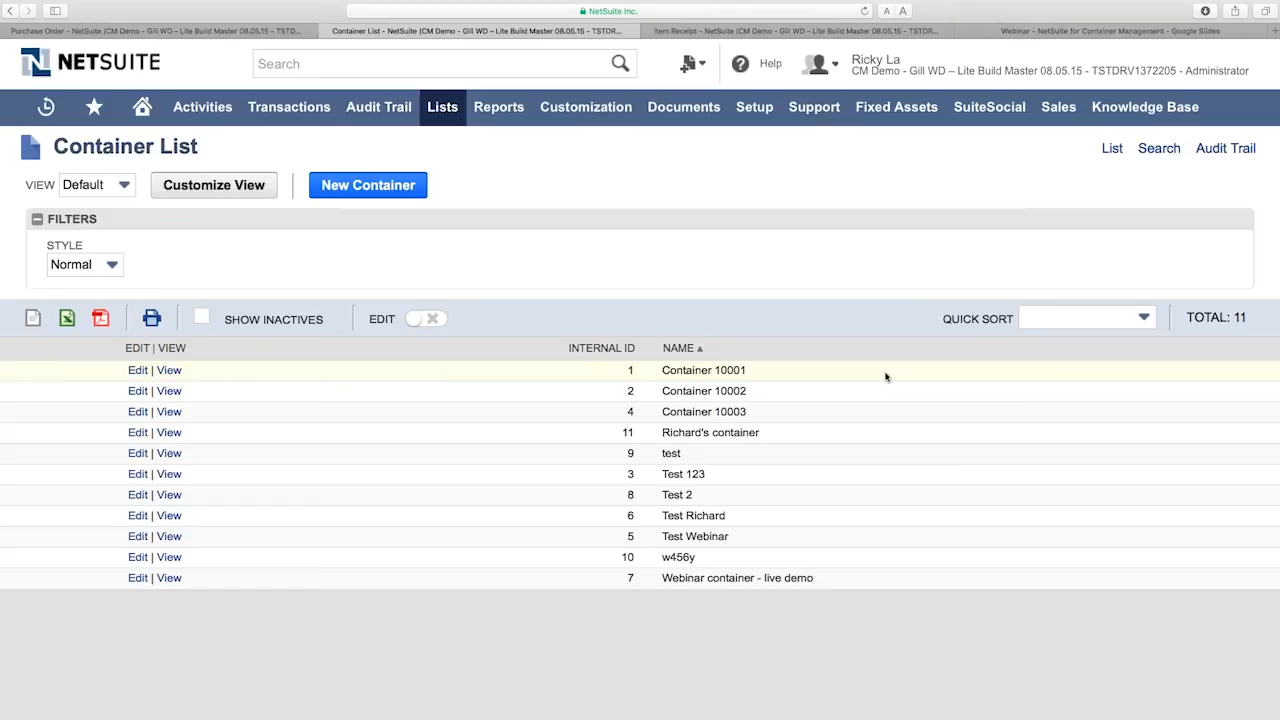 NetSuite Inc.
A A
Purchase Order - NetSuite (CM Demo - Gill WD – Lite Build Master 08.05.15 - TSTD...
Container List - NetSuite (CM Demo - Gill WD – Lite Build Master 08.05.15 - TSTDR...
Item Receipt - NetSuite (CM Demo - Gill WD – Lite Build Master 08.05.15 - TSTDR...
Webinar - NetSuite for Container Management - Google Slides
N NETSUITE
Search
Help
Ricky La
CM Demo - Gill WD – Lite Build Master 08.05.15 - TSTDRV1372205 - Administrator
Activities Transactions Audit Trail Lists Reports Customization Documents Setup Support Fixed Assets SuiteSocial Sales Knowledge Base
Container List
List Search Audit Trail
VIEW Default Customize View New Container
FILTERS
STYLE
Normal
SHOW INACTIVES EDIT QUICK SORT TOTAL: 11
EDIT | VIEW INTERNAL ID NAME
Edit | View 1 Container 10001
Edit | View 2 Container 10002
Edit | View 4 Container 10003
Edit | View 11 Richard's container
Edit | View 9 test
Edit | View 3 Test 123
Edit | View 8 Test 2
Edit | View 6 Test Richard
Edit | View 5 Test Webinar
Edit | View 10 w456y
Edit | View 7 Webinar container - live demo